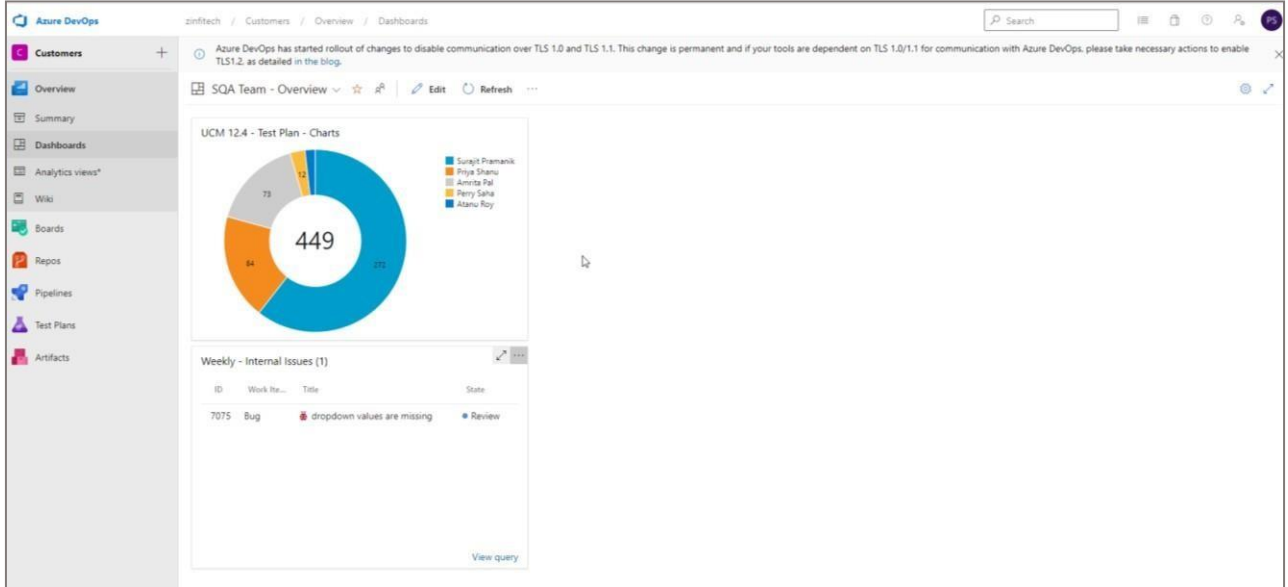 Azure DevOps
zinfitech / Customers / Overview / Dashboards
Search
PS
C Customers +
Azure DevOps has started rollout of changes to disable communication over TLS 1.0 and TLS 1.1. This change is permanent and if your tools are dependent on TLS 1.0/1.1 for communication with Azure DevOps, please take necessary actions to enable
TLS1.2, as detailed in the blog.
Overview
Summary
Dashboards
Analytics views*
Wiki
Boards
Repos
Pipelines
Test Plans
Artifacts
SQA Team - Overview
Edit
Refresh
UCM 12.4 - Test Plan - Charts
12
73
84
272
449
Surajit Pramanik
Priya Shanu
Amrita Pal
Perry Saha
Atanu Roy
Weekly - Internal Issues (1)
ID Work Ite... Title State
7075 Bug dropdown values are missing Review
View query